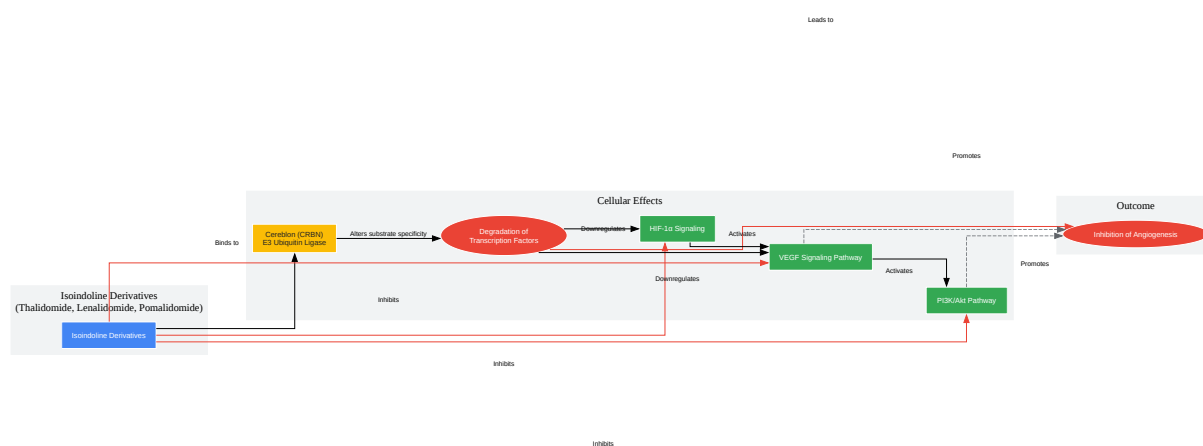 Leads to
Promotes
Cellular Effects
Outcome
Cereblon (CRBN)
E3 Ubiquitin Ligase
Alters substrate specificity
Degradation of
Transcription Factors
Downregulates
HIF-1α Signaling
Activates
Inhibition of Angiogenesis
Binds to
VEGF Signaling Pathway
Promotes
Activates
Downregulates
Isoindoline Derivatives
(Thalidomide, Lenalidomide, Pomalidomide)
Inhibits
PI3K/Akt Pathway
Isoindoline Derivatives
Inhibits
Inhibits